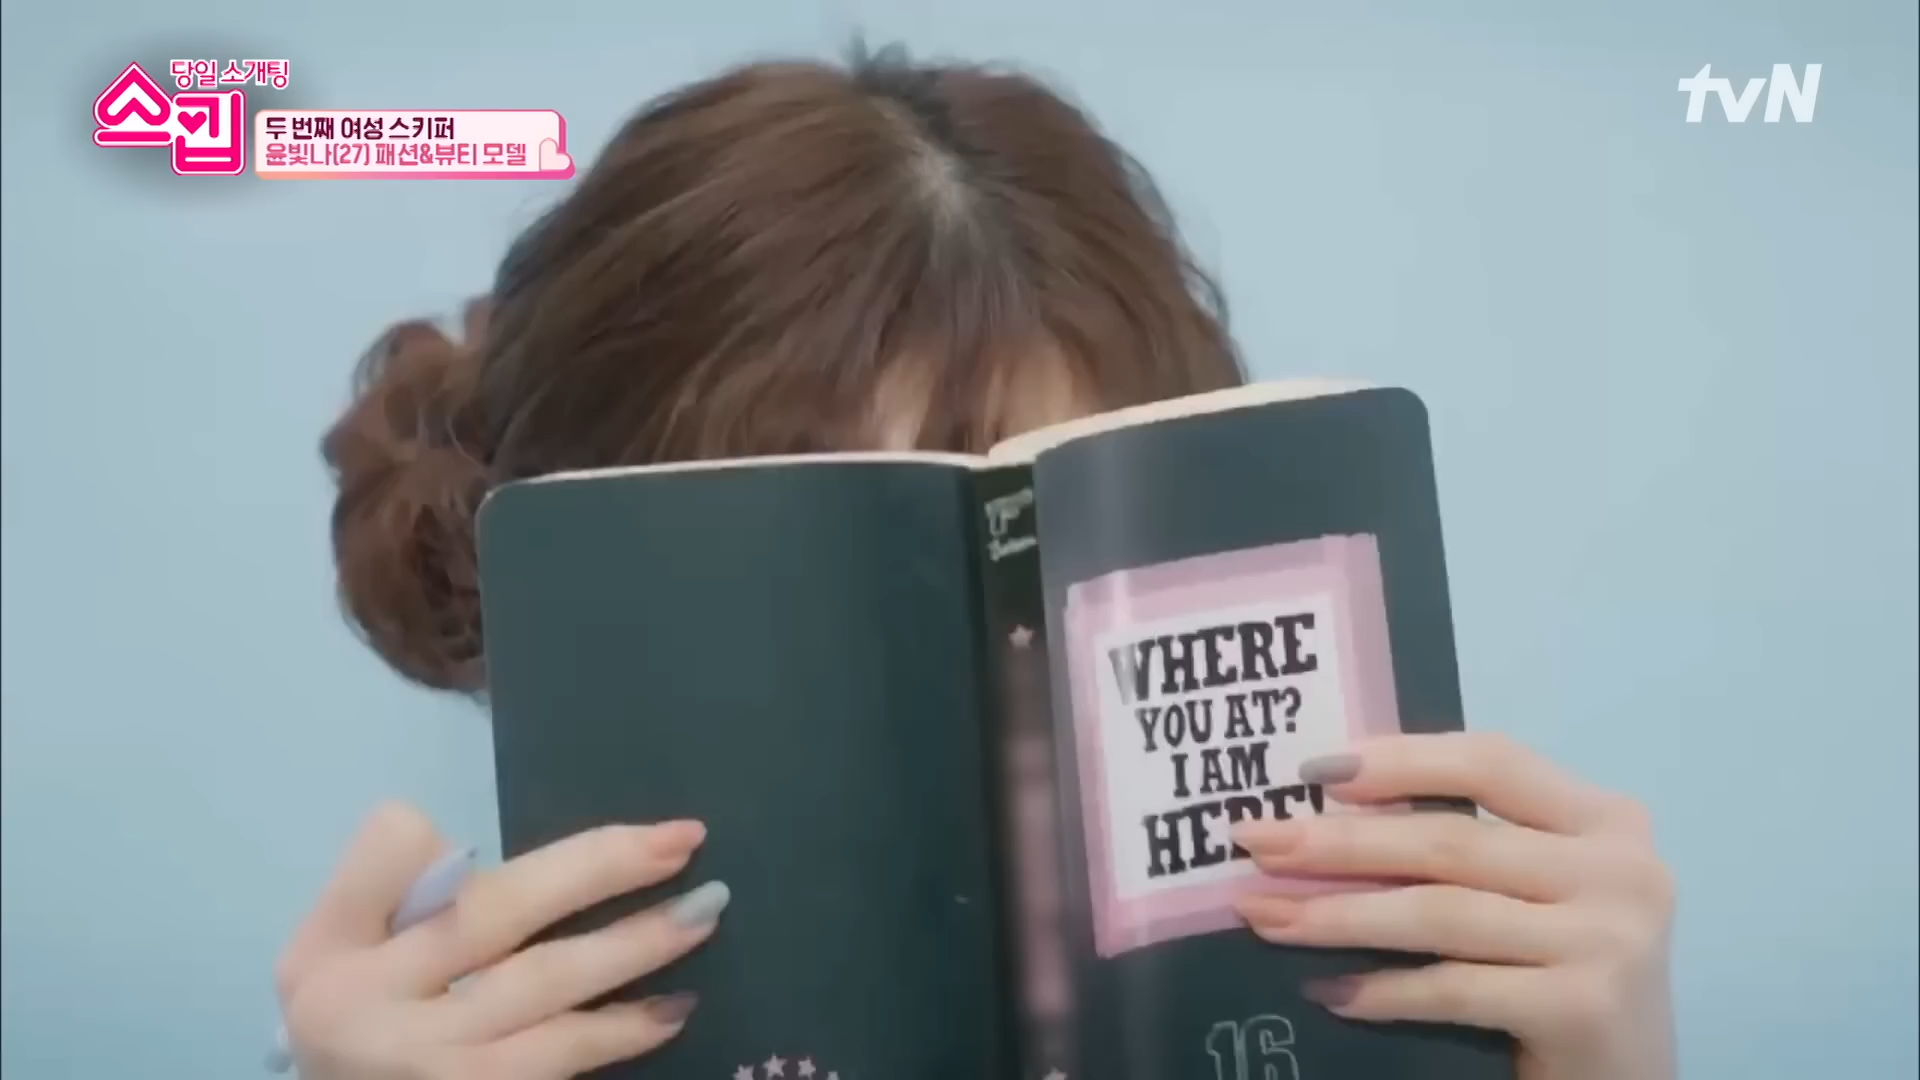 당일 소개팅
스킵
두 번째 여성 스키퍼
윤빛나(27) 패션&뷰티 모델
tvN
WHERE
YOU AT?
I AM
HERE!
16